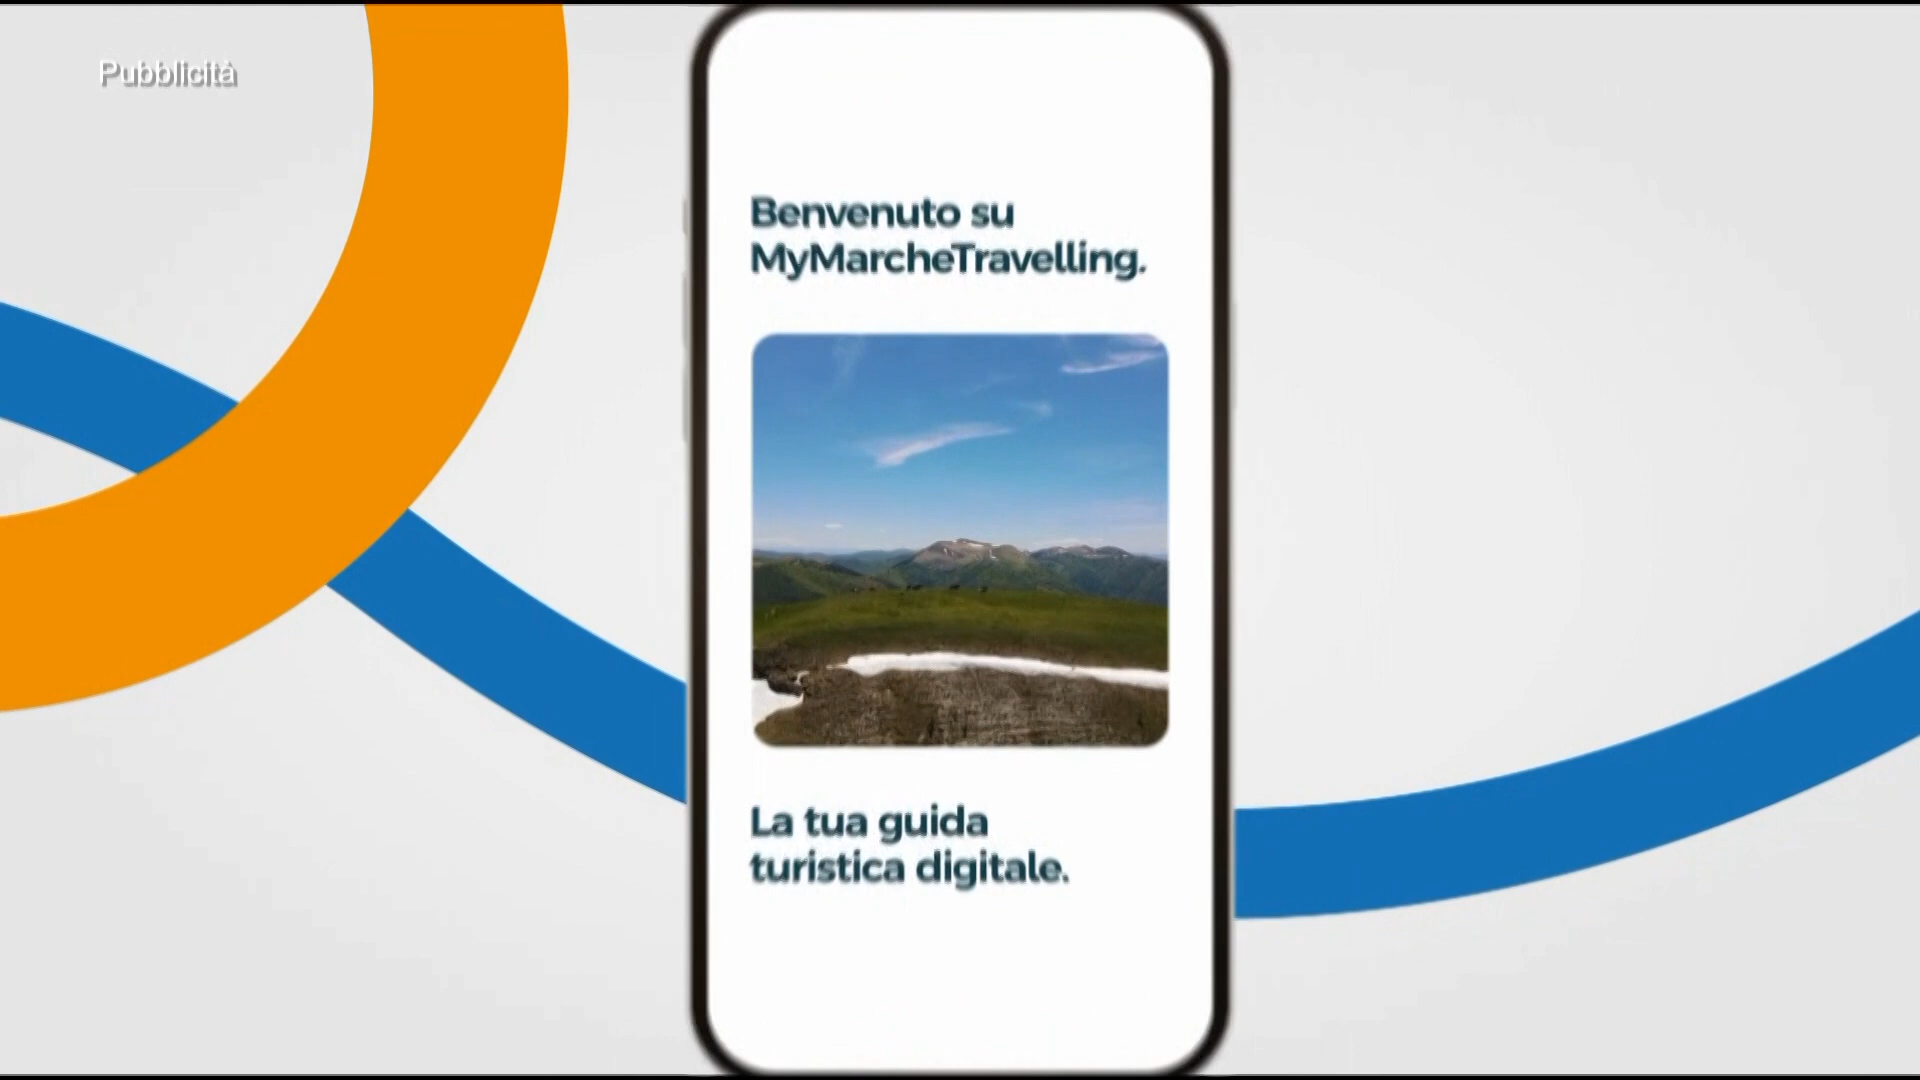 Pubblicità
Benvenuto su
MyMarcheTravelling.
La tua guida
turistica digitale.